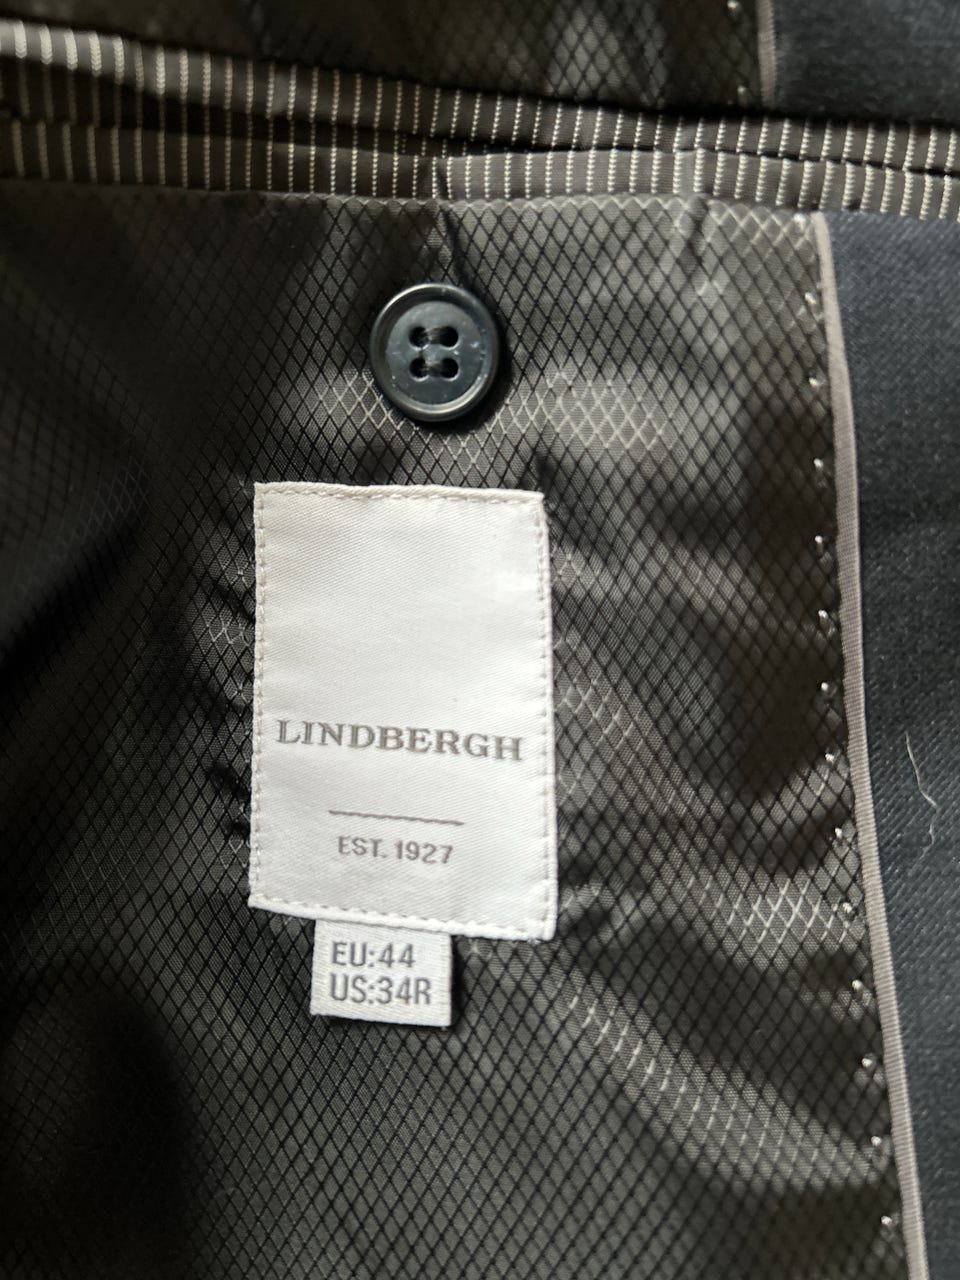 LINDBERGH
EST. 1927
EU:44
US:34R